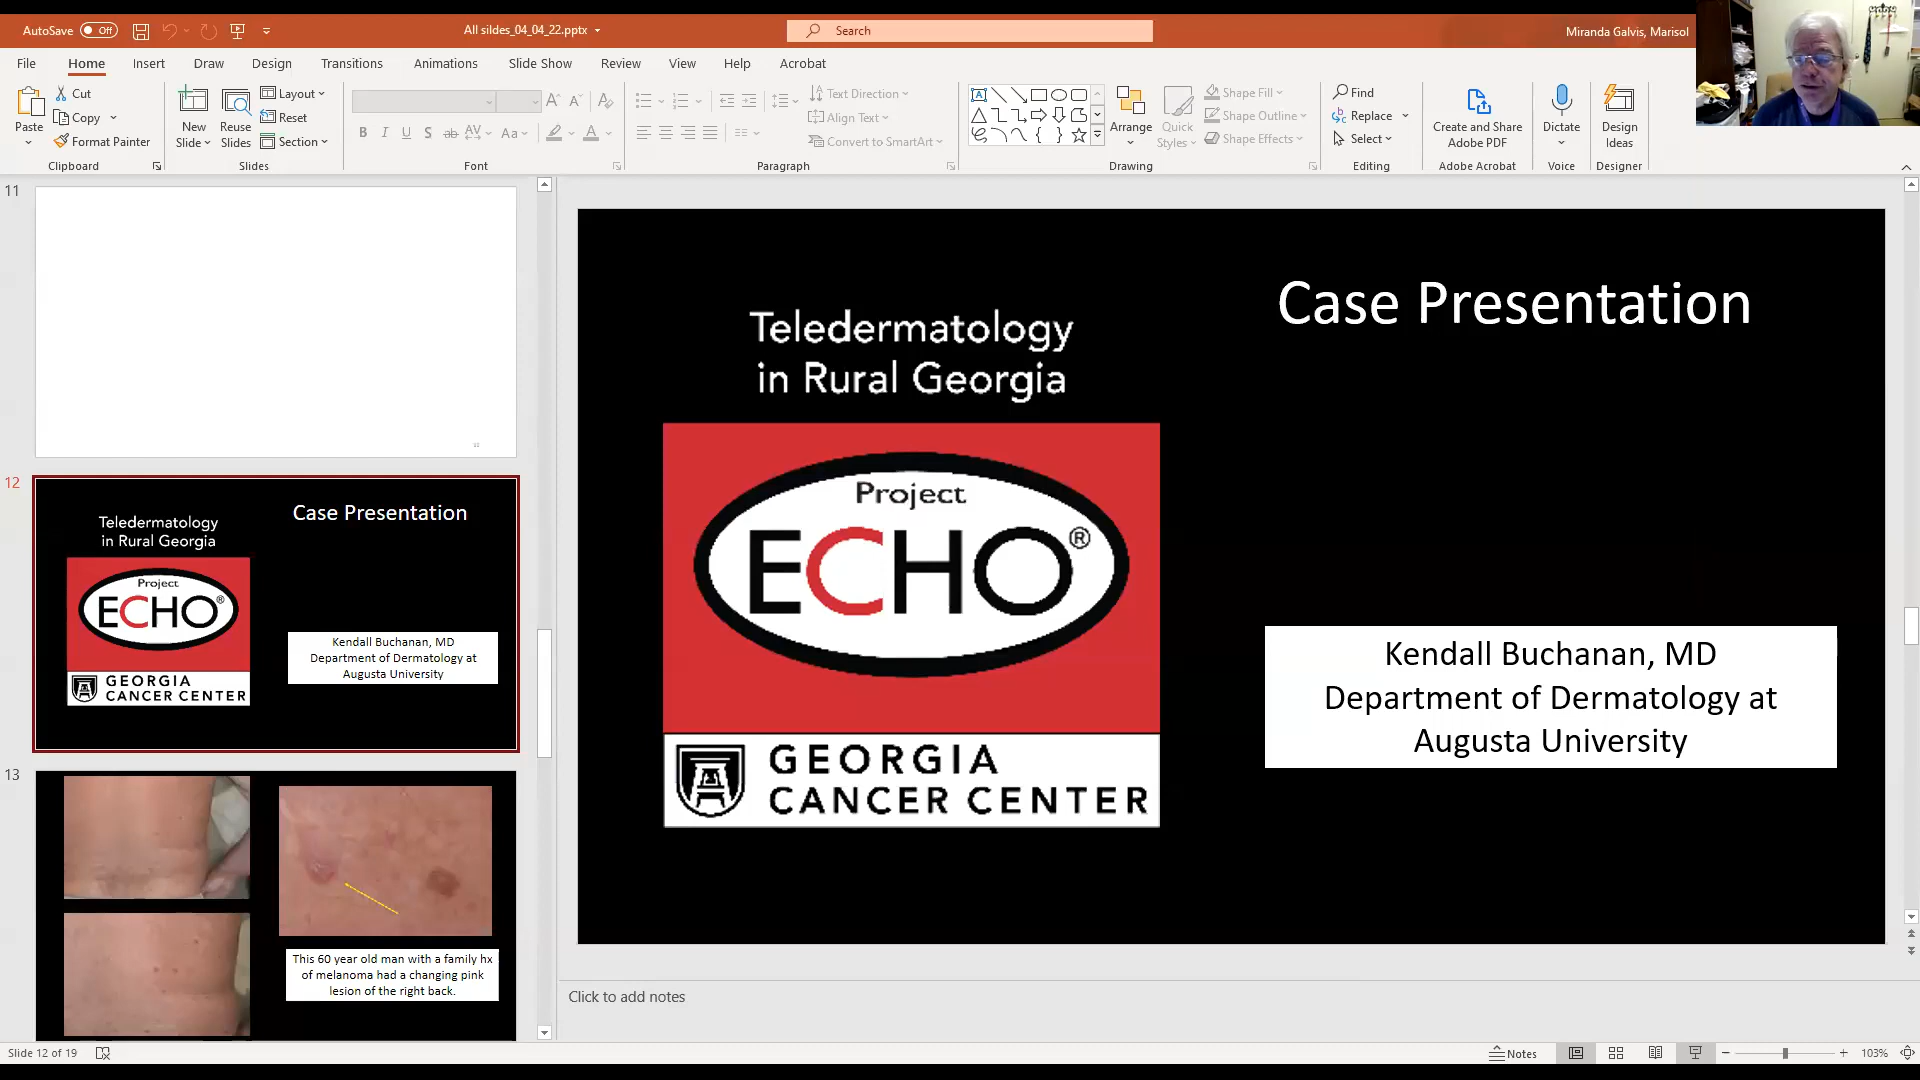 AutoSave
Off
All sildes_04_04_22.pptx
Search
Miranda Galvis, Marisol
File
Home
Insert
Draw
Design
Transitions
Animations
Slide Show
Review
View
Help
Acrobat
Paste
Cut
Copy
Format Painter
Clipboard
New
Slide
Reuse
Slides
Layout
Reset
Section
Slides
B I U S ab AV Aa A
Font
Text Direction
Align Text
Convert to SmartArt
Paragraph
Arrange
Quick
Styles
Shape Fill
Shape Outline
Shape Effects
Drawing
Find
Replace
Select
Editing
Create and Share
Adobe PDF
Adobe Acrobat
Dictate
Voice
Design
Ideas
Designer
11
12
Teledermatology
in Rural Georgia
Case Presentation
Project
ECHO®
GEORGIA
CANCER CENTER
Kendall Buchanan, MD
Department of Dermatology at
Augusta University
13
This 60 year old man with a family hx
of melanoma had a changing pink
lesion of the right back.
Teledermatology
in Rural Georgia
Case Presentation
Project
ECHO®
GEORGIA
CANCER CENTER
Kendall Buchanan, MD
Department of Dermatology at
Augusta University
Click to add notes
Slide 12 of 19
Notes
103%